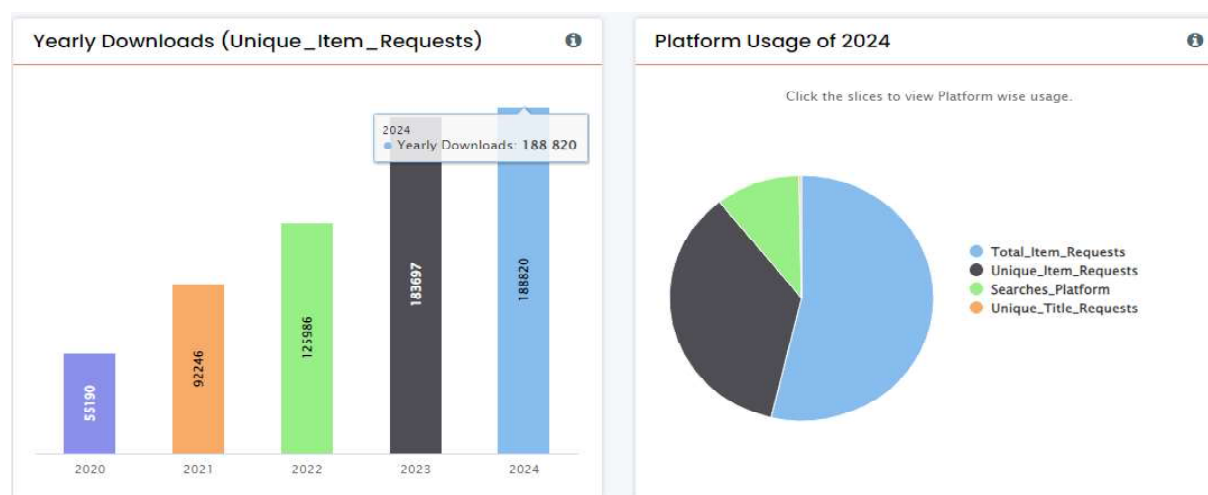 Yearly Downloads (Unique_Item_Requests)
2024
Yearly Downloads: 188 820
55190
92246
125986
183697
188820
2020
2021
2022
2023
2024
Platform Usage of 2024
Click the slices to view Platform wise usage.
Total_Item_Requests
Unique_Item_Requests
Searches_Platform
Unique_Title_Requests